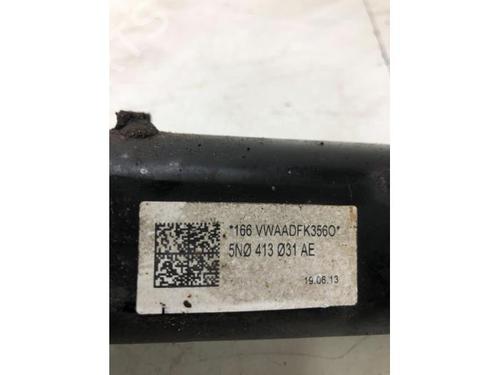 *166 VWAADFK356O*
5NØ 413 Ø31 AE
19.06.13